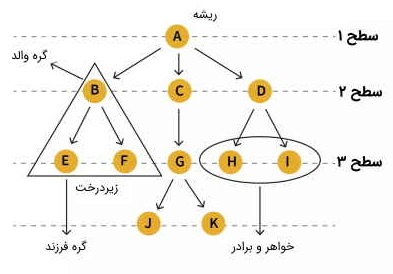 ریشه
A
سطح ۱
گره والد
B
C
D
سطح ۲
E
F
G
H
I
سطح ۳
زیردرخت
J
K
گره فرزند
خواهر و برادر